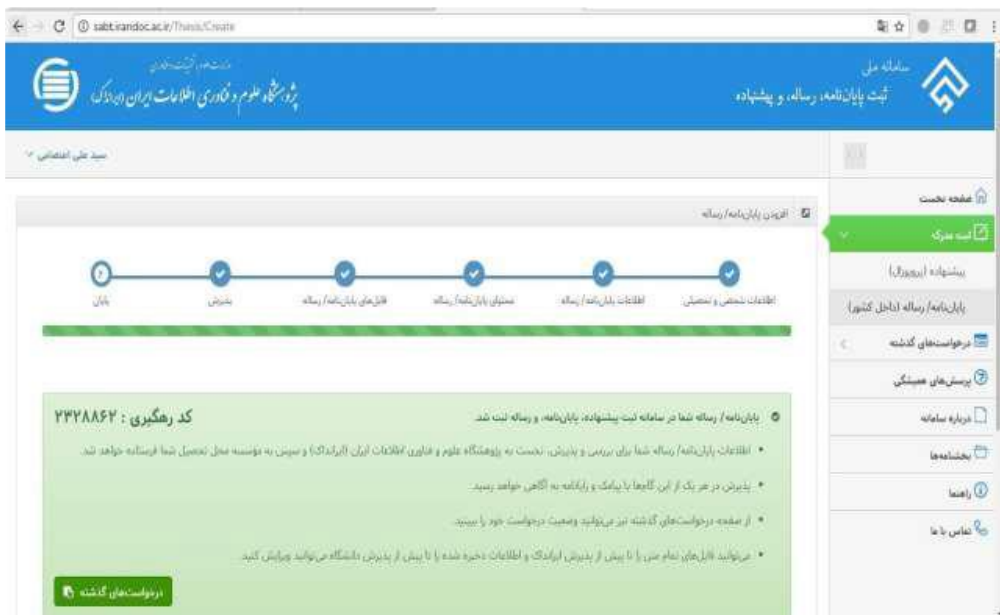 sabt.irandoc.ac.ir/Thesis/Create
سامانه ملی
ثبت پایان‌نامه، رساله، و پیشنهاده
وزارت علوم، تحقیقات و فناوری
پژوهشگاه علوم و فناوری اطلاعات ایران (ایرانداک)
سید علی
صفحه نخست
ثبت مدرک
پیشنهاده (پروپوزال)
پایان‌نامه/ رساله (داخل کشور)
درخواست‌های گذشته
پرسش‌های همیشگی
درباره سامانه
بخشنامه‌ها
راهنما
تماس با ما
افزودن پایان‌نامه/ رساله
اطلاعات شخصی و تحصیلی
اطلاعات پایان‌نامه/ رساله
محتوای پایان‌نامه/ رساله
فایل‌های پایان‌نامه/ رساله
پذیرش
پایان
پایان‌نامه/ رساله شما در سامانه ثبت پیشنهاده، پایان‌نامه، و رساله ثبت شد.
کد رهگیری : ۲۳۲۸۸۶۲
اطلاعات پایان‌نامه/ رساله شما برای بررسی و پذیرش، نخست به پژوهشگاه علوم و فناوری اطلاعات ایران (ایرانداک) و سپس به مؤسسه محل تحصیل شما فرستاده خواهد شد.
پذیرش در هر یک از این گام‌ها با پیامک و رایانامه به آگاهی خواهد رسید.
از صفحه درخواست‌های گذشته نیز می‌توانید وضعیت درخواست خود را ببینید.
می‌توانید فایل‌های تمام متن را تا پیش از پذیرش ایرانداک و اطلاعات ذخیره شده را تا پیش از پذیرش دانشگاه می‌توانید ویرایش کنید.
درخواست‌های گذشته